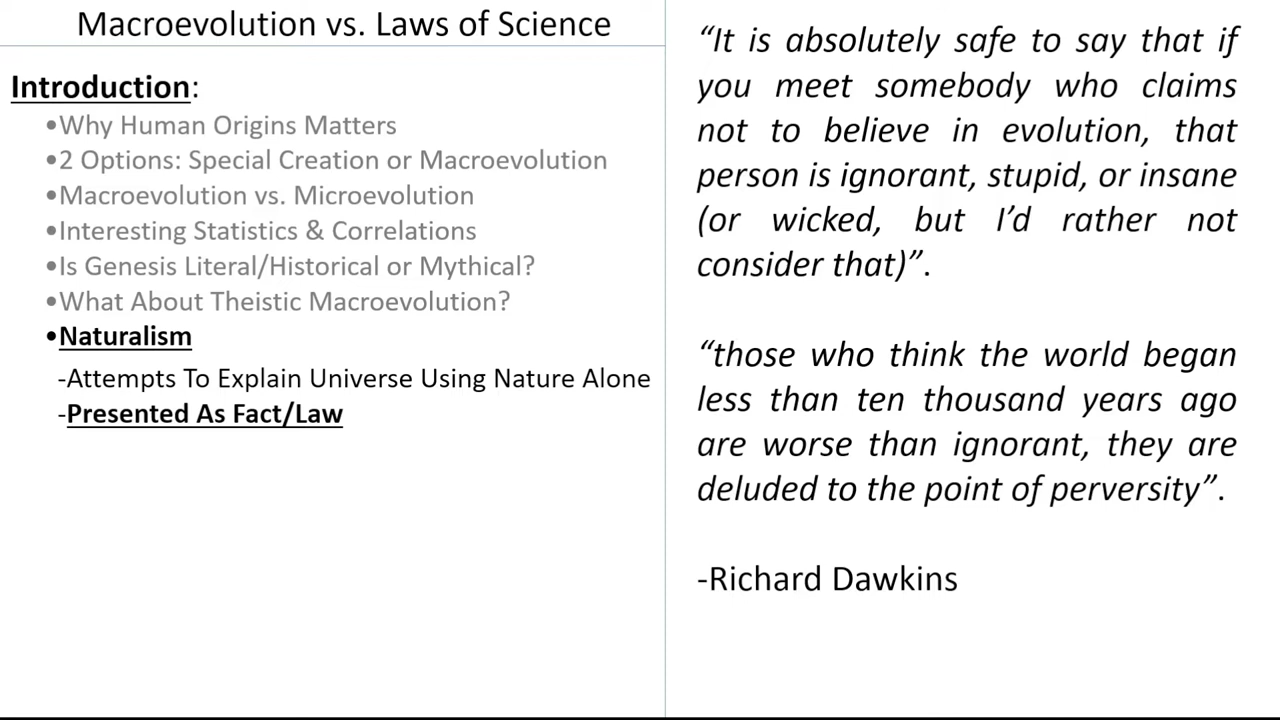 Macroevolution vs. Laws of Science
Introduction:
•Why Human Origins Matters
•2 Options: Special Creation or Macroevolution
•Macroevolution vs. Microevolution
•Interesting Statistics & Correlations
•Is Genesis Literal/Historical or Mythical?
•What About Theistic Macroevolution?
•Naturalism
-Attempts To Explain Universe Using Nature Alone
-Presented As Fact/Law
“It is absolutely safe to say that if
you meet somebody who claims
not to believe in evolution, that
person is ignorant, stupid, or insane
(or wicked, but I’d rather not
consider that)”.
“those who think the world began
less than ten thousand years ago
are worse than ignorant, they are
deluded to the point of perversity”.
-Richard Dawkins